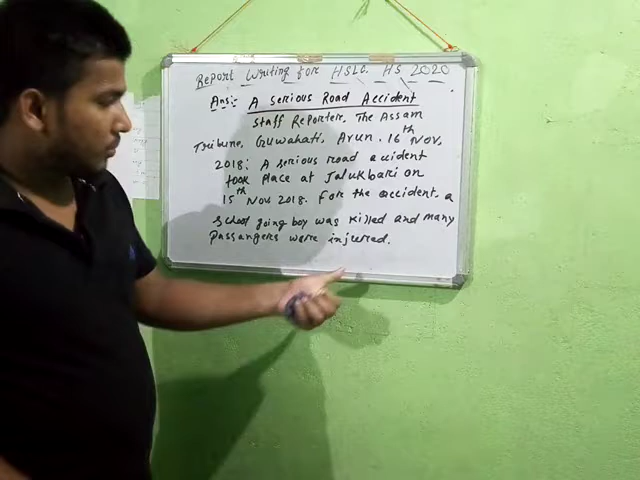 Report Writing for HSLC. HS 2020
Ans: A serious Road Accident
Staff Reporter, The Assam
Tribune, Guwahati, Arun. 16th Nov,
2018: A serious road accident
took place at Jalukbari on
15th Nov 2018. For the accident. a
school going boy was killed and many
passangers were injured.